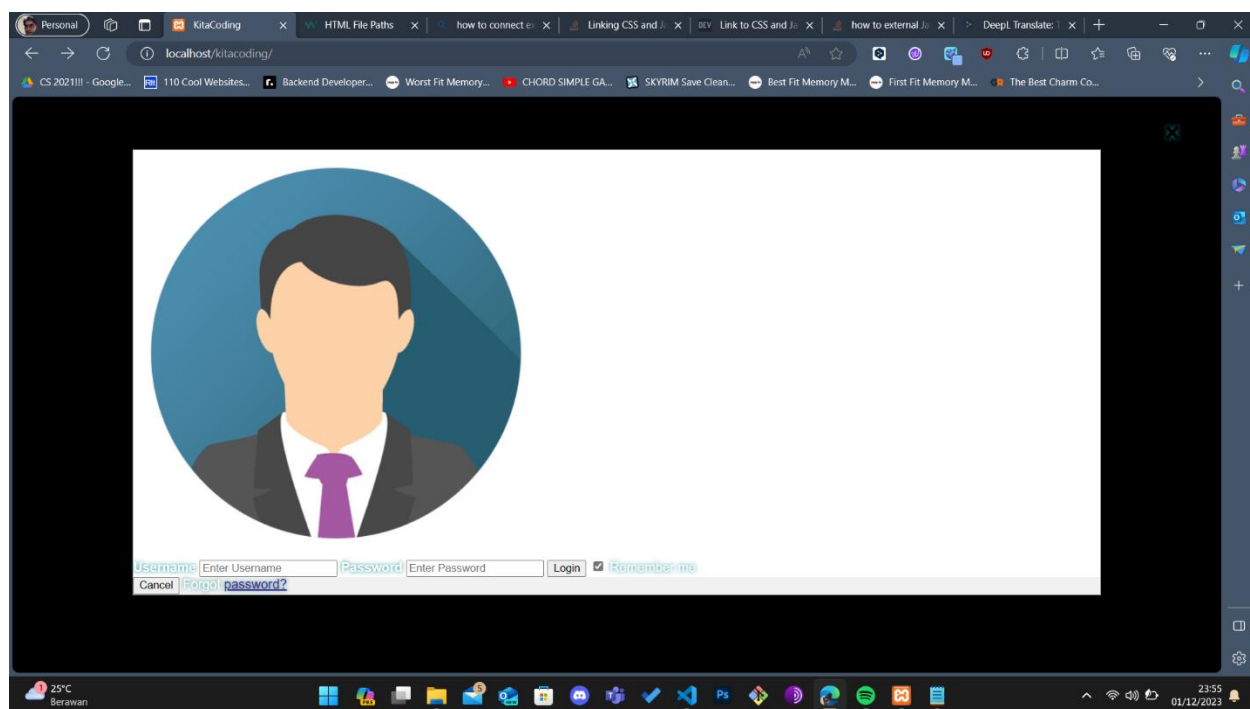 Personal KitaCoding HTML File Paths how to connect e Linking CSS and J Link to CSS and Ja how to external Ja DeepL Translate:
localhost/kitacoding/
CS 2021!!! - Google... 110 Cool Websites... Backend Developer... Worst Fit Memory... CHORD SIMPLE GA... SKYRIM Save Clean... Best Fit Memory M... First Fit Memory M... The Best Charm Co...
Username Enter Username Password Enter Password Login Remember me
Cancel Forgot password?
25°C 23:55
Berawan 01/12/2023